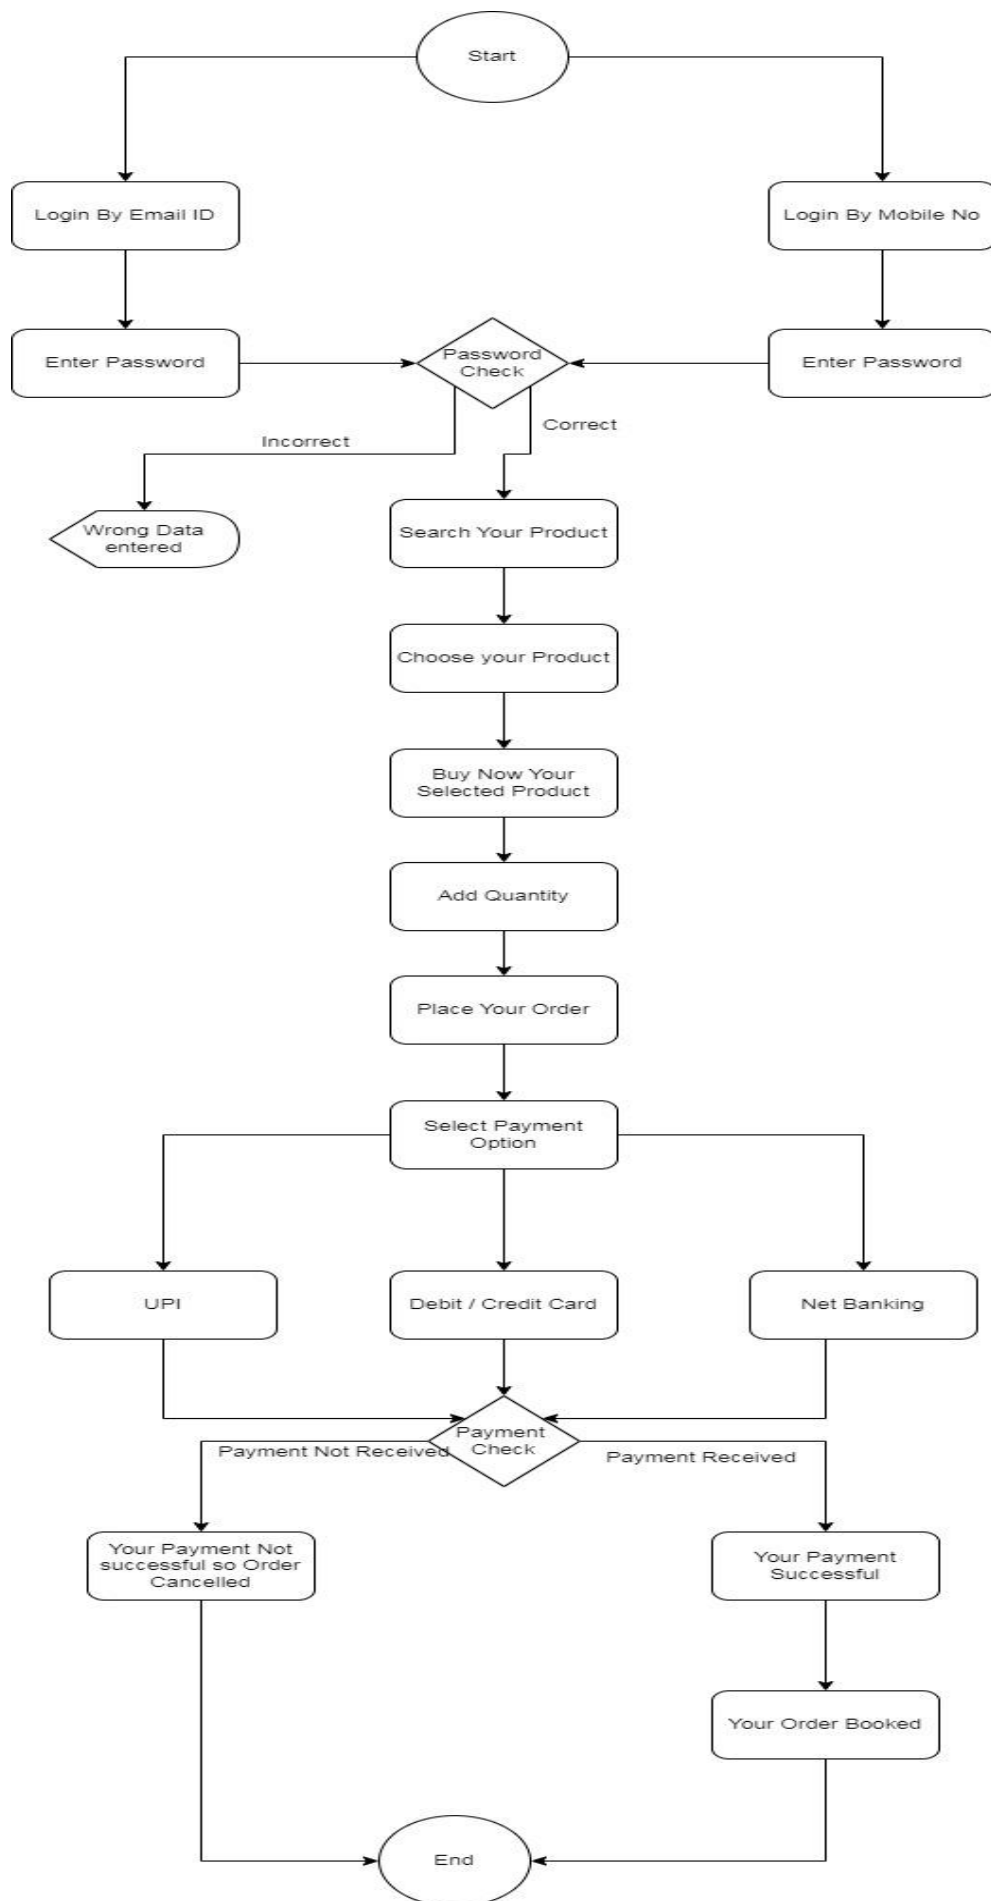 Start
Login By Email ID
Login By Mobile No
Enter Password
Password
Check
Enter Password
Incorrect
Correct
Wrong Data
entered
Search Your Product
Choose your Product
Buy Now Your
Selected Product
Add Quantity
Place Your Order
Select Payment
Option
UPI
Debit / Credit Card
Net Banking
Payment
Check
Payment Not Received
Payment Received
Your Payment Not
successful so Order
Cancelled
Your Payment
Successful
Your Order Booked
End